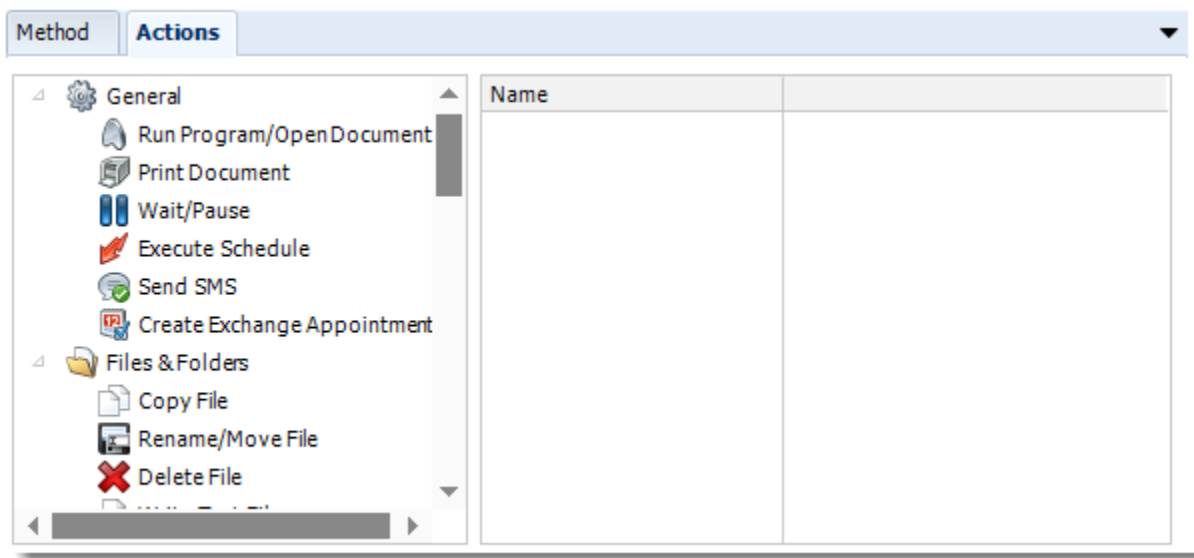 Method Actions
General
Run Program/Open Document
Print Document
Wait/Pause
Execute Schedule
Send SMS
Create Exchange Appointment
Files & Folders
Copy File
Rename/Move File
Delete File
Name